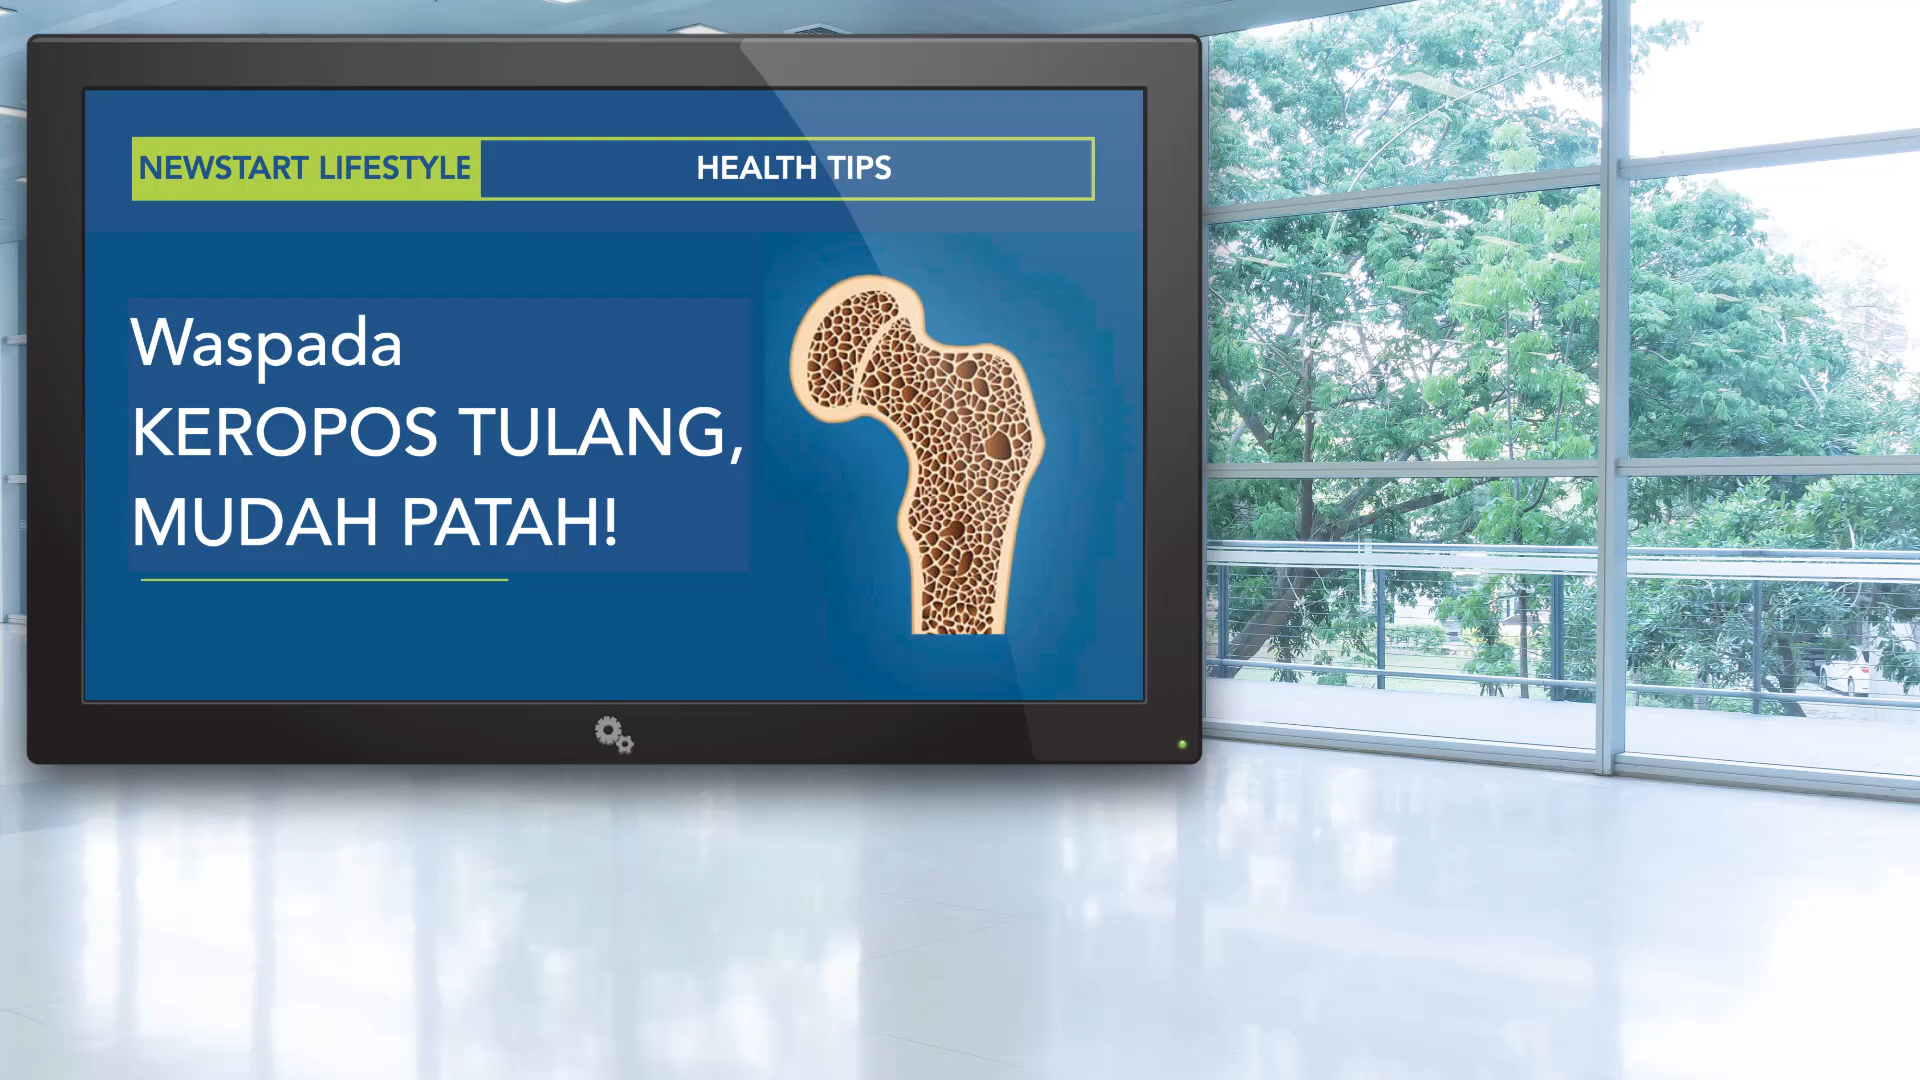 NEWSTART LIFESTYLE
HEALTH TIPS
Waspada
KEROPOS TULANG,
MUDAH PATAH!